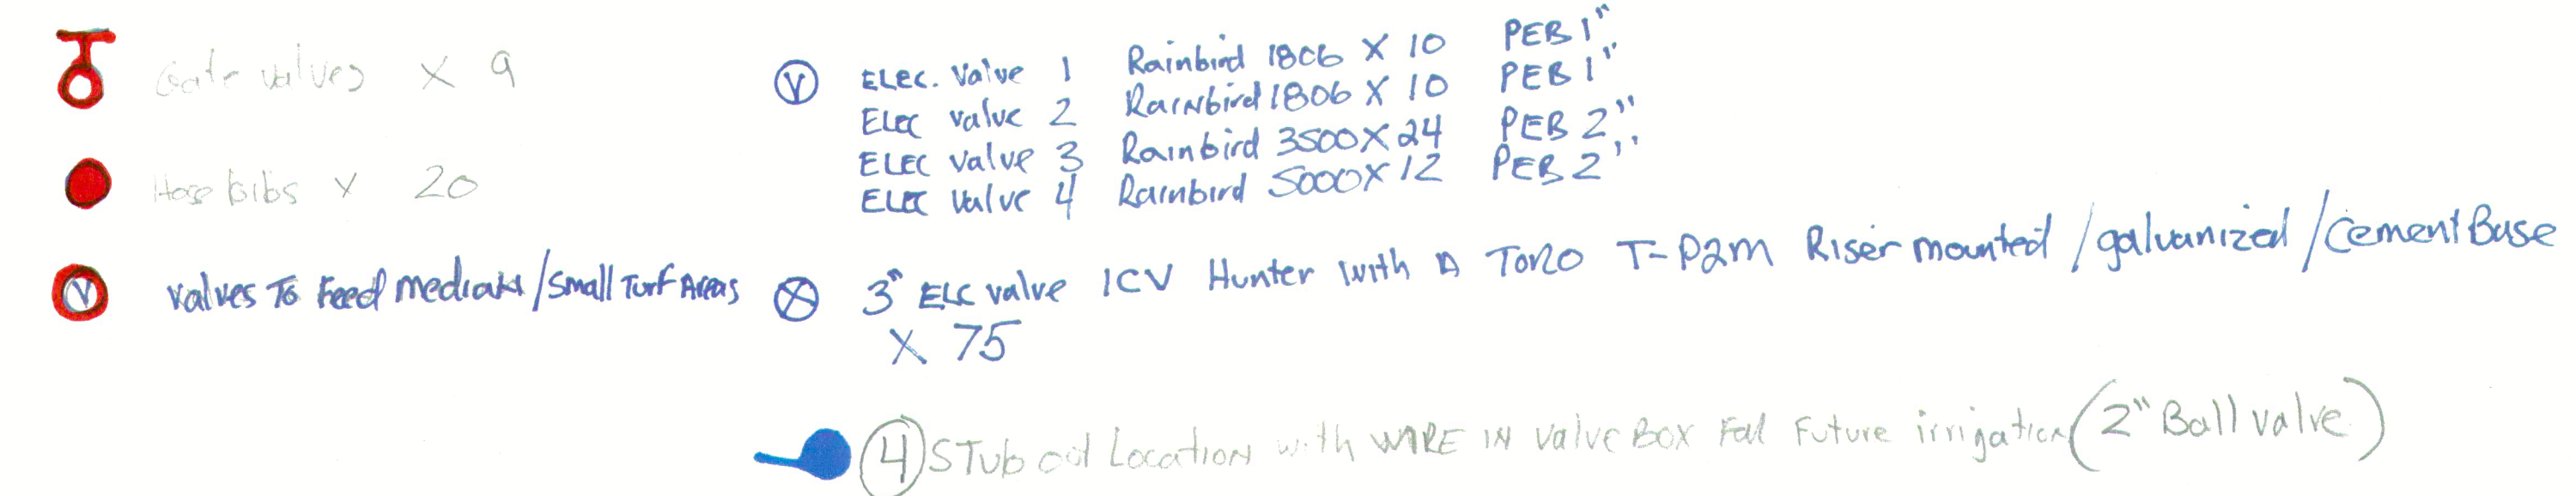 Gate valves X 9
Hose bibs X 20
V Valves To Feed medians/Small Turf Areas
V Elec. Valve 1 Rainbird 1806 X 10 PEB 1"
Elec valve 2 Rainbird 1806 X 10 PEB 1"
ELEC valve 3 Rainbird 3500 X 24 PEB 2"
ELEC Valve 4 Rainbird 5000 X 12 PEB 2"
3" ELC valve ICV Hunter with A TORO T-P2m Riser mounted/galvanized/Cement Base
X 75
4 STub out Location with WIRE IN Valve BOX FOR Future irrigation (2" Ball valve)